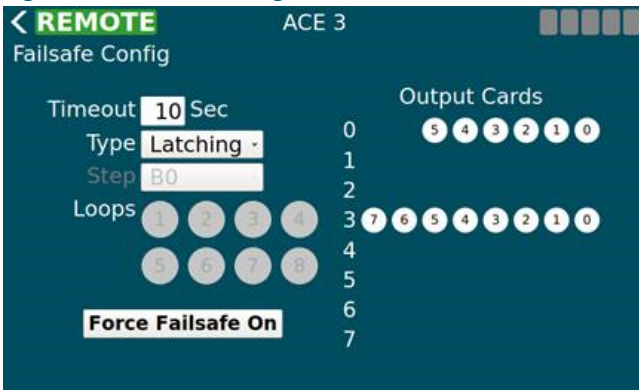 < REMOTE ACE 3
Failsafe Config
Timeout 10 Sec
Type Latching
Step B0
Loops 1 2 3 4
5 6 7 8
Force Failsafe On
Output Cards
0 5 4 3 2 1 0
1
2
3 7 6 5 4 3 2 1 0
4
5
6
7